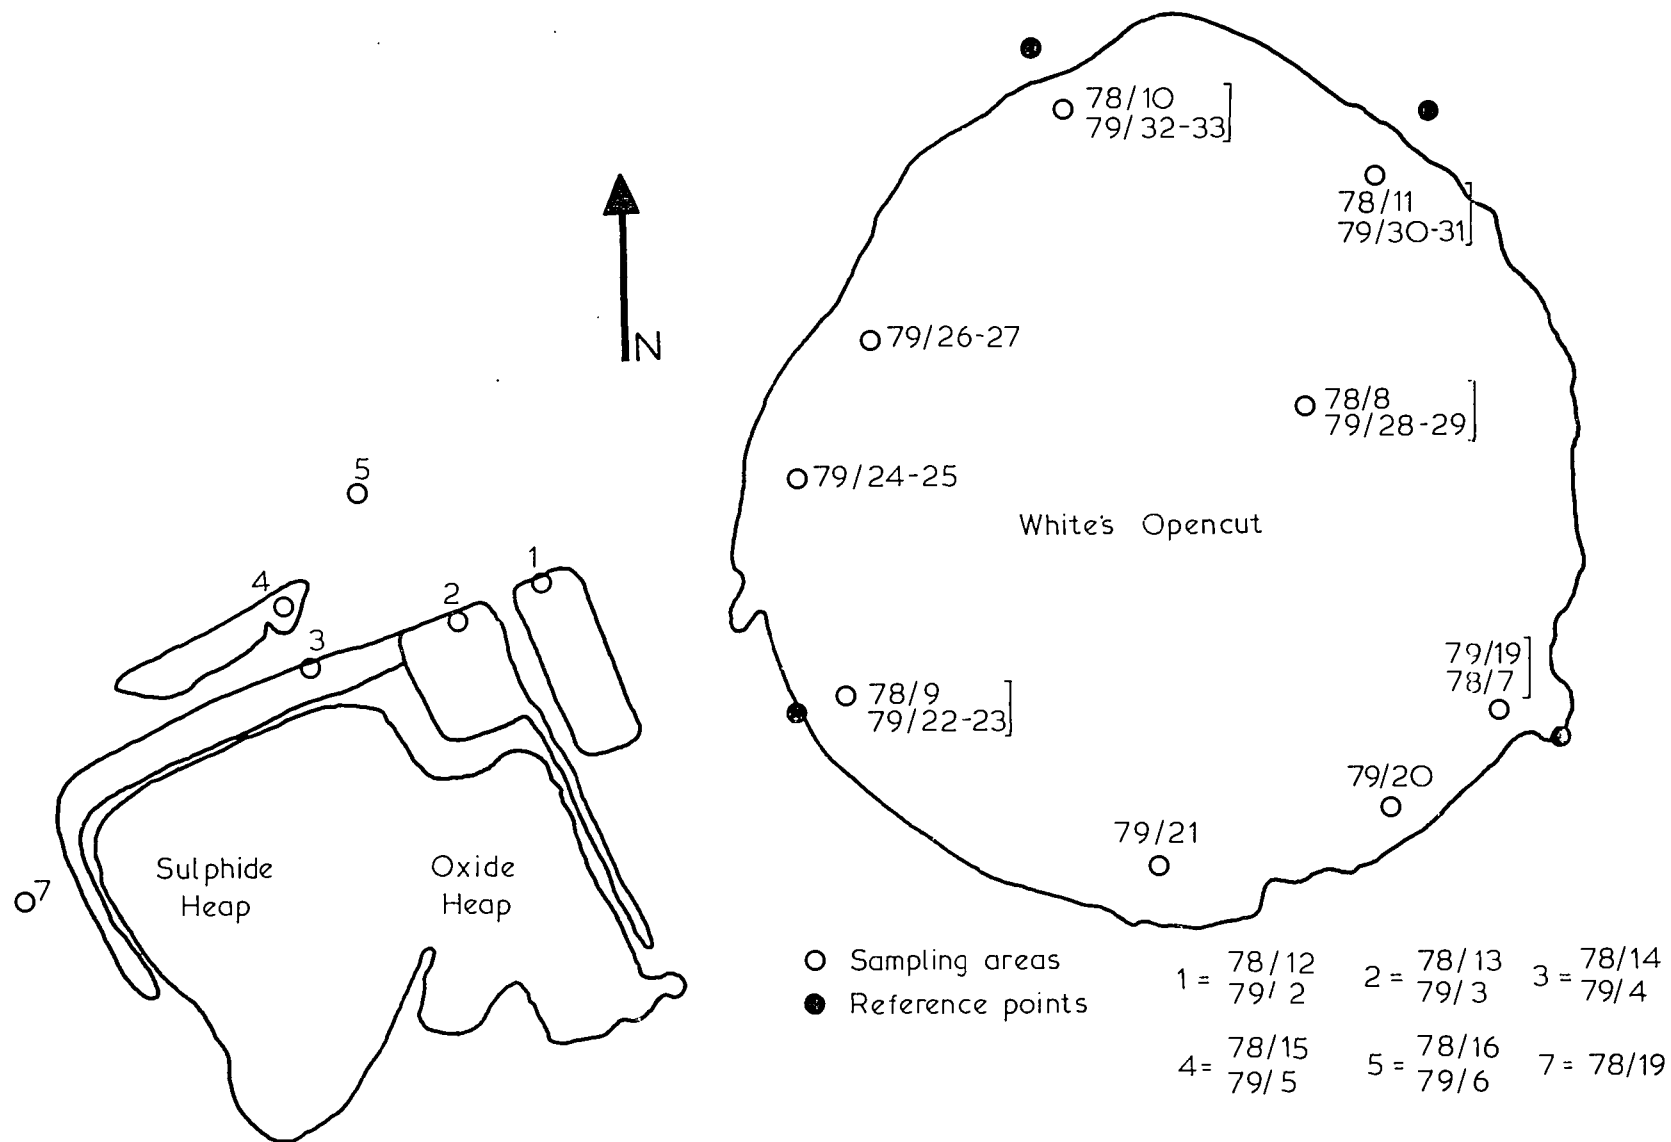 78/10
79/32-33
78/11
79/30-31
N
79/26-27
78/8
79/28-29
5
79/24-25
White's Opencut
1
4
2
3
79/19
78/7
78/9
79/22-23
79/20
79/21
Sulphide
Heap
Oxide
Heap
7
Sampling areas
Reference points
1 = 78/12
79/2
2 = 78/13
79/3
3 = 78/14
79/4
4 = 78/15
79/5
5 = 78/16
79/6
7 = 78/19